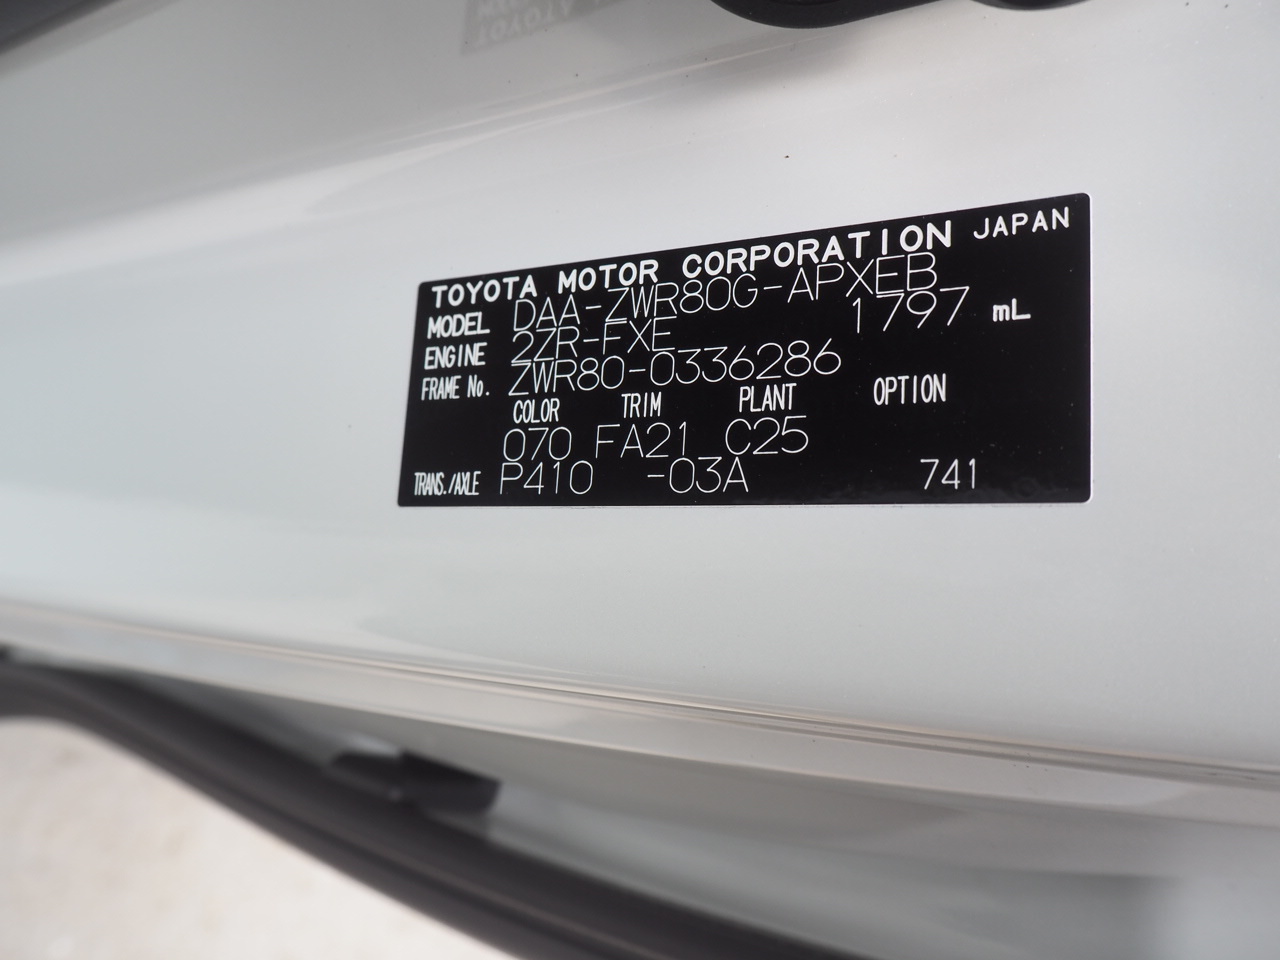 TOYOTA MOTOR CORPORATION JAPAN
MODEL DAA-ZWR80G-APXEB
ENGINE 2ZR-FXE 1797 mL
FRAME No. ZWR80-0336286
COLOR TRIM PLANT OPTION
070 FA21 C25
TRANS./AXLE P410 -03A 741